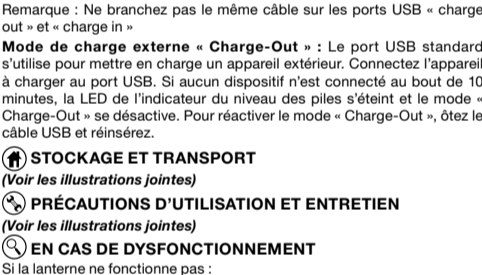 Remarque : Ne branchez pas le même câble sur les ports USB « charge
out » et « charge in »
Mode de charge externe « Charge-Out » : Le port USB standard
s'utilise pour mettre en charge un appareil extérieur. Connectez l'appareil
à charger au port USB. Si aucun dispositif n'est connecté au bout de 10
minutes, la LED de l'indicateur du niveau des piles s'éteint et le mode «
Charge-Out » se désactive. Pour réactiver le mode « Charge-Out », ôtez le
câble USB et réinsérez.
STOCKAGE ET TRANSPORT
(Voir les illustrations jointes)
PRÉCAUTIONS D'UTILISATION ET ENTRETIEN
(Voir les illustrations jointes)
EN CAS DE DYSFONCTIONNEMENT
Si la lanterne ne fonctionne pas :